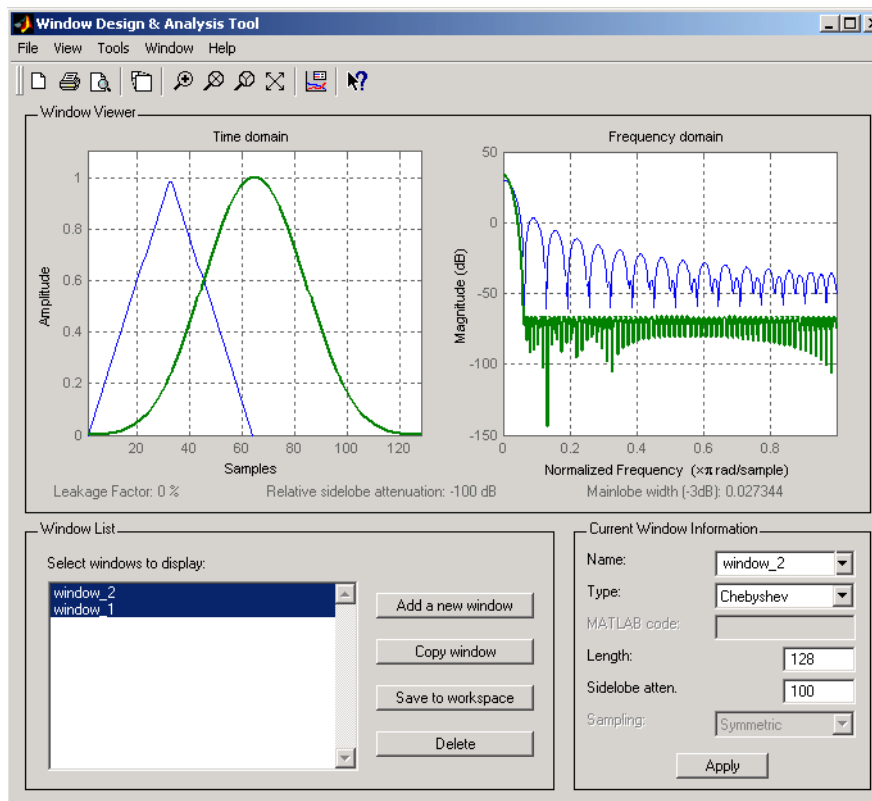 Window Design & Analysis Tool
File View Tools Window Help
Window Viewer
Time domain
Frequency domain
Amplitude
1
0.8
0.6
0.4
0.2
0
20 40 60 80 100 120
Samples
Magnitude (dB)
50
0
-50
-100
-150
0 0.2 0.4 0.6 0.8
Normalized Frequency (×π rad/sample)
Leakage Factor: 0 % Relative sidelobe attenuation: -100 dB Mainlobe width (-3dB): 0.027344
Window List
Select windows to display:
window_2
window_1
Add a new window
Copy window
Save to workspace
Delete
Current Window Information
Name: window_2
Type: Chebyshev
MATLAB code:
Length: 128
Sidelobe atten. 100
Sampling: Symmetric
Apply